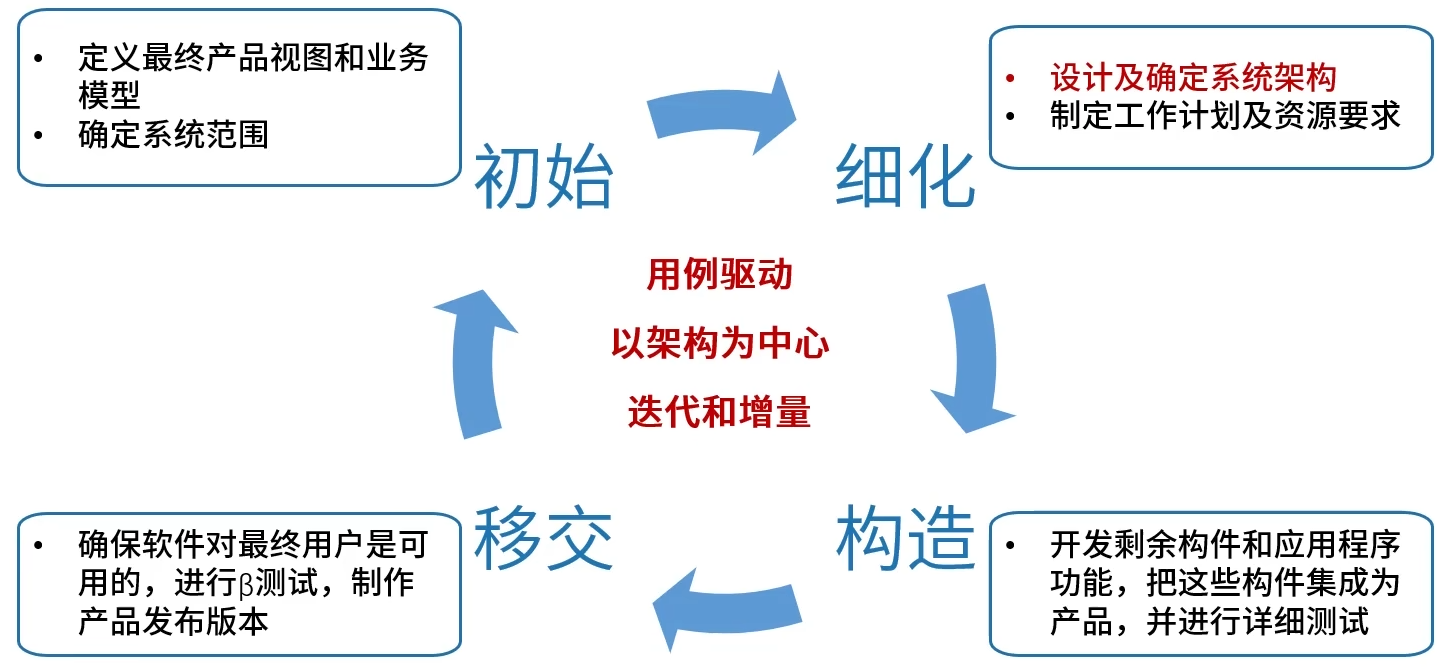 • 定义最终产品视图和业务
模型
• 确定系统范围
初始
细化
• 设计及确定系统架构
• 制定工作计划及资源要求
用例驱动
以架构为中心
迭代和增量
移交
• 确保软件对最终用户是可
用的，进行β测试，制作
产品发布版本
构造
• 开发剩余构件和应用程序
功能，把这些构件集成为
产品，并进行详细测试